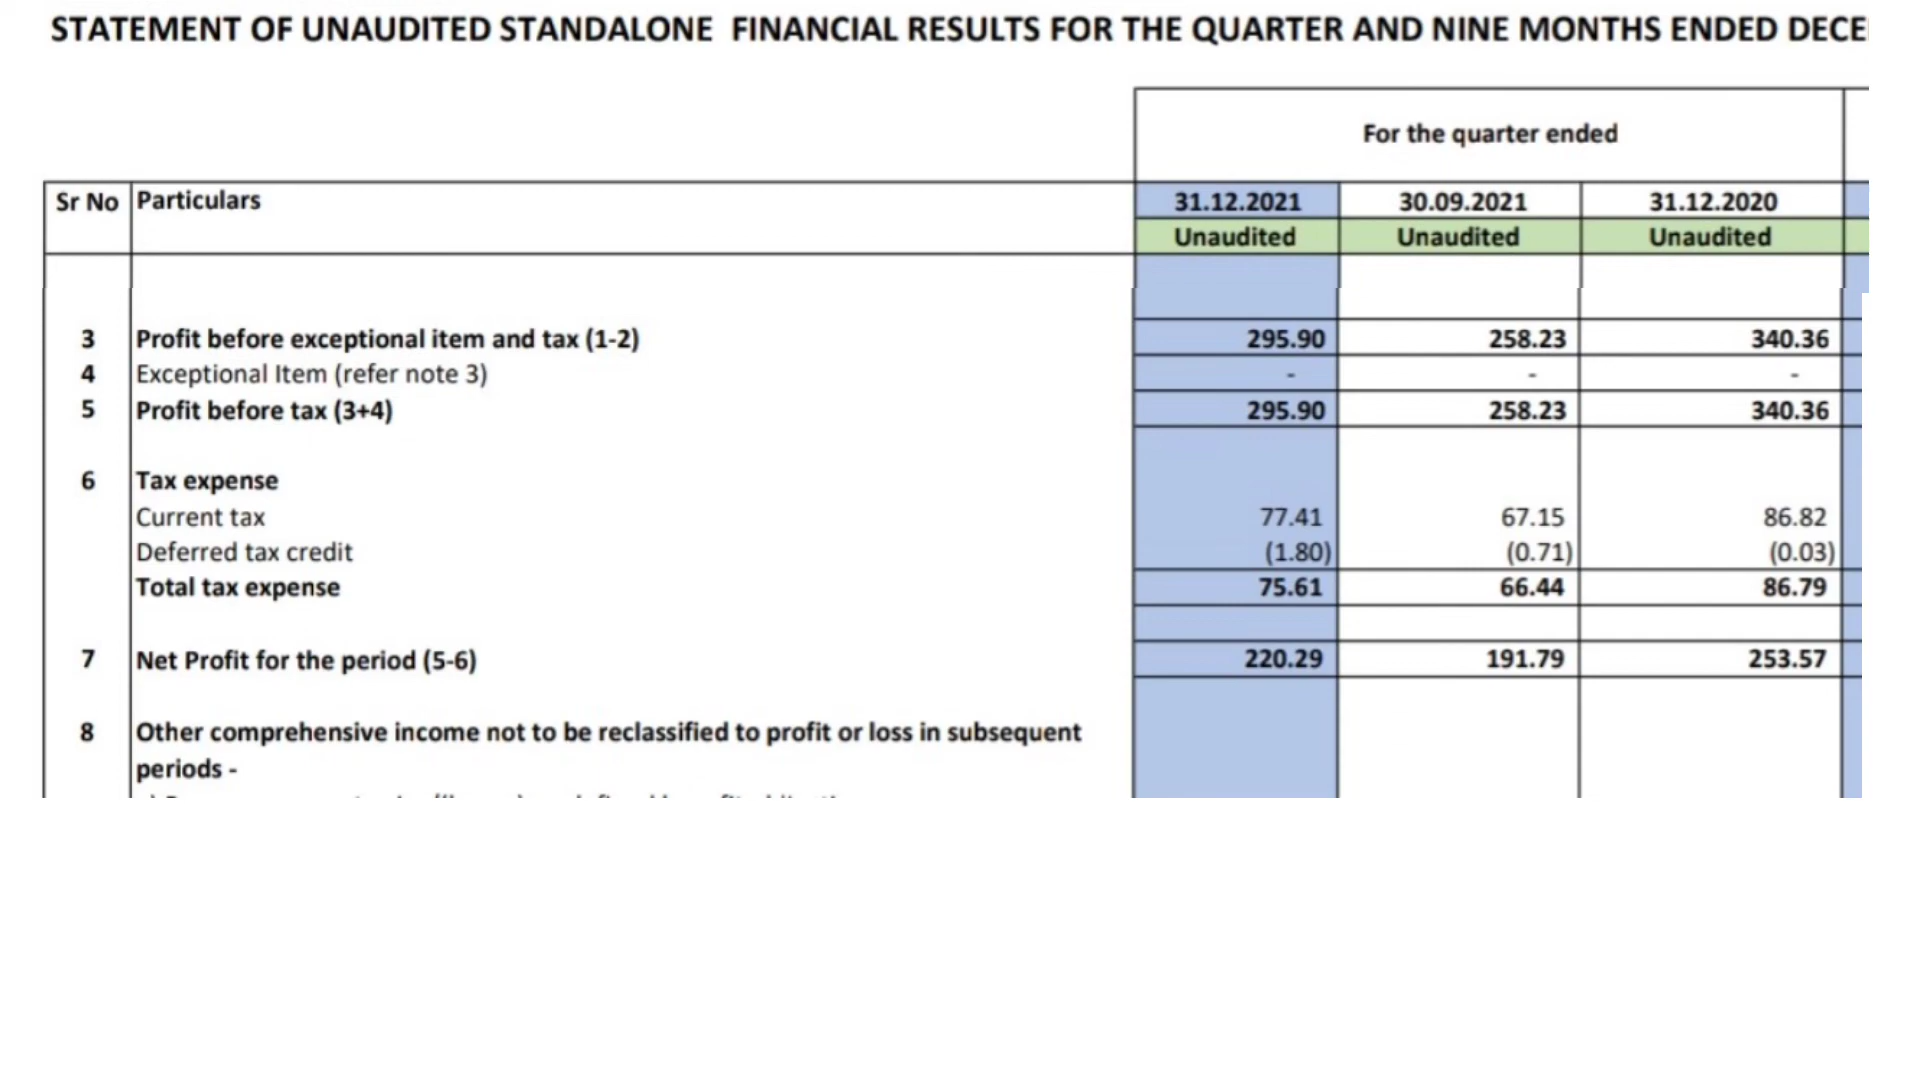 STATEMENT OF UNAUDITED STANDALONE FINANCIAL RESULTS FOR THE QUARTER AND NINE MONTHS ENDED DECE
For the quarter ended
Sr No Particulars 31.12.2021 30.09.2021 31.12.2020
Unaudited Unaudited Unaudited
3 Profit before exceptional item and tax (1-2) 295.90 258.23 340.36
4 Exceptional Item (refer note 3) - - -
5 Profit before tax (3+4) 295.90 258.23 340.36
6 Tax expense
Current tax 77.41 67.15 86.82
Deferred tax credit (1.80) (0.71) (0.03)
Total tax expense 75.61 66.44 86.79
7 Net Profit for the period (5-6) 220.29 191.79 253.57
8 Other comprehensive income not to be reclassified to profit or loss in subsequent
periods -